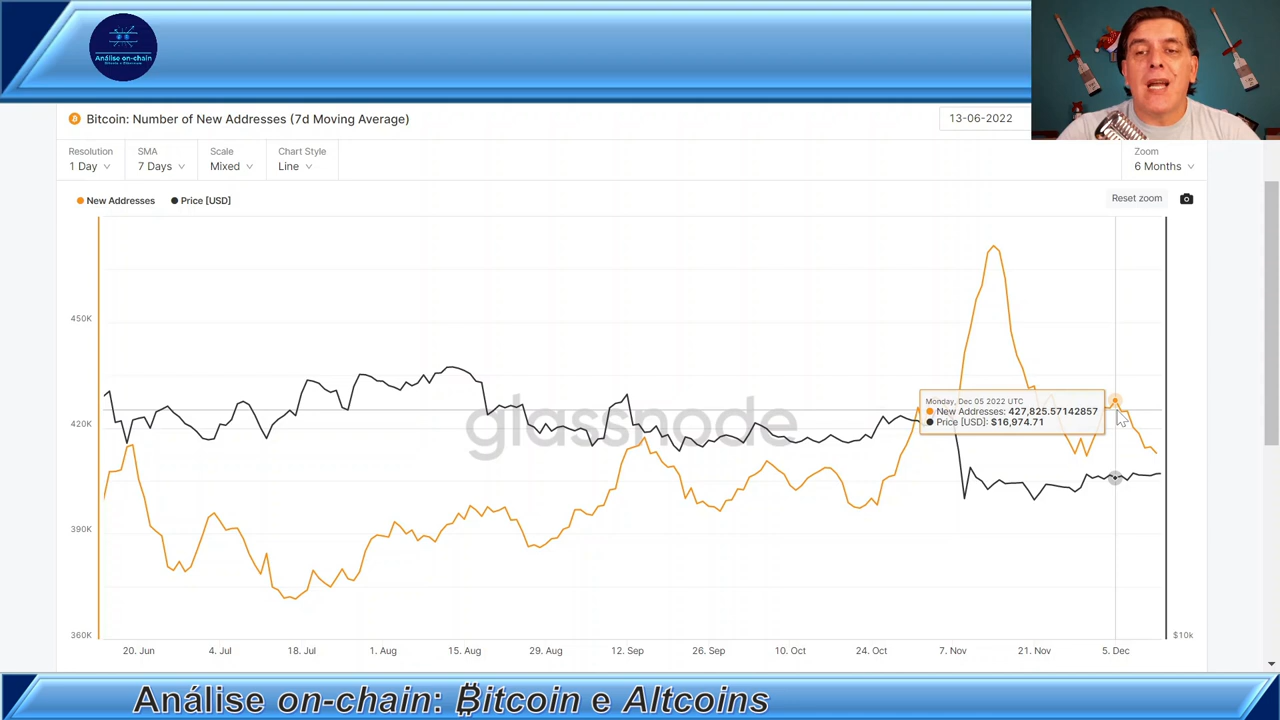 Análise on-chain
Bitcoin: Number of New Addresses (7d Moving Average)
13-06-2022
Resolution
1 Day
SMA
7 Days
Scale
Mixed
Chart Style
Line
Zoom
6 Months
New Addresses
Price [USD]
Reset zoom
450K
420K
390K
360K
$10k
glassnode
Monday, Dec 05 2022 UTC
New Addresses: 427,825.57142857
Price [USD]: $16,974.71
20. Jun
4. Jul
18. Jul
1. Aug
15. Aug
29. Aug
12. Sep
26. Sep
10. Oct
24. Oct
7. Nov
21. Nov
5. Dec
Análise on-chain: ₿itcoin e Altcoins